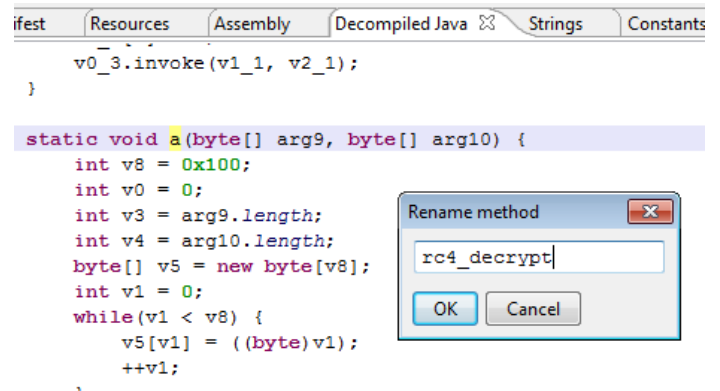 ifest Resources Assembly Decompiled Java Strings Constants
v0_3.invoke(v1_1, v2_1);
}
static void a(byte[] arg9, byte[] arg10) {
int v8 = 0x100;
int v0 = 0;
int v3 = arg9.length;
Rename method
int v4 = arg10.length;
byte[] v5 = new byte[v8];
rc4_decrypt
int v1 = 0;
while(v1 < v8) {
OK Cancel
v5[v1] = ((byte)v1);
++v1;